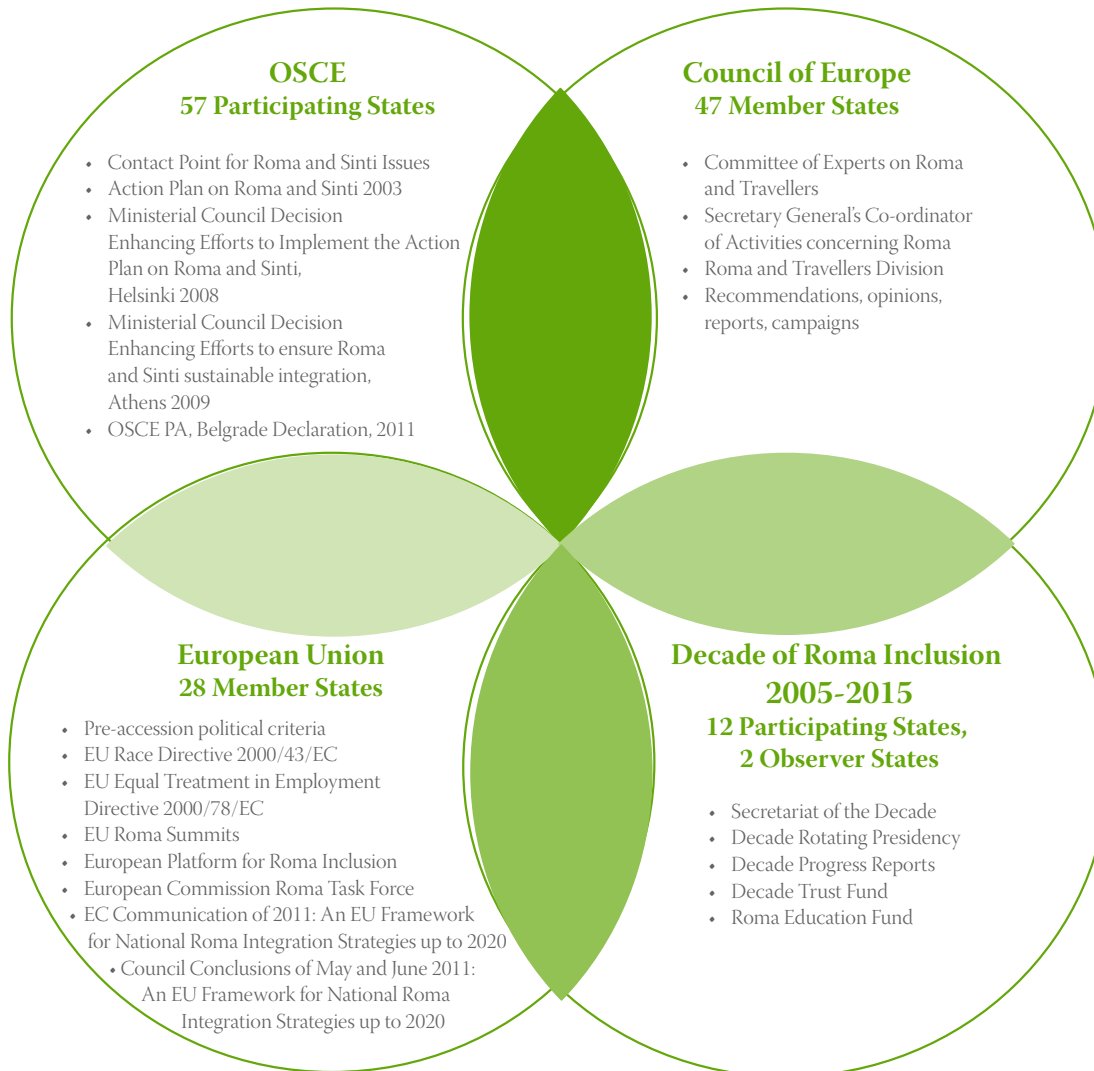 OSCE
57 Participating States
• Contact Point for Roma and Sinti Issues
• Action Plan on Roma and Sinti 2003
• Ministerial Council Decision
Enhancing Efforts to Implement the Action
Plan on Roma and Sinti,
Helsinki 2008
• Ministerial Council Decision
Enhancing Efforts to ensure Roma
and Sinti sustainable integration,
Athens 2009
• OSCE PA, Belgrade Declaration, 2011
Council of Europe
47 Member States
• Committee of Experts on Roma
and Travellers
• Secretary General's Co-ordinator
of Activities concerning Roma
• Roma and Travellers Division
• Recommendations, opinions,
reports, campaigns
European Union
28 Member States
• Pre-accession political criteria
• EU Race Directive 2000/43/EC
• EU Equal Treatment in Employment
Directive 2000/78/EC
• EU Roma Summits
• European Platform for Roma Inclusion
• European Commission Roma Task Force
• EC Communication of 2011: An EU Framework
for National Roma Integration Strategies up to 2020
• Council Conclusions of May and June 2011:
An EU Framework for National Roma
Integration Strategies up to 2020
Decade of Roma Inclusion
2005-2015
12 Participating States,
2 Observer States
• Secretariat of the Decade
• Decade Rotating Presidency
• Decade Progress Reports
• Decade Trust Fund
• Roma Education Fund